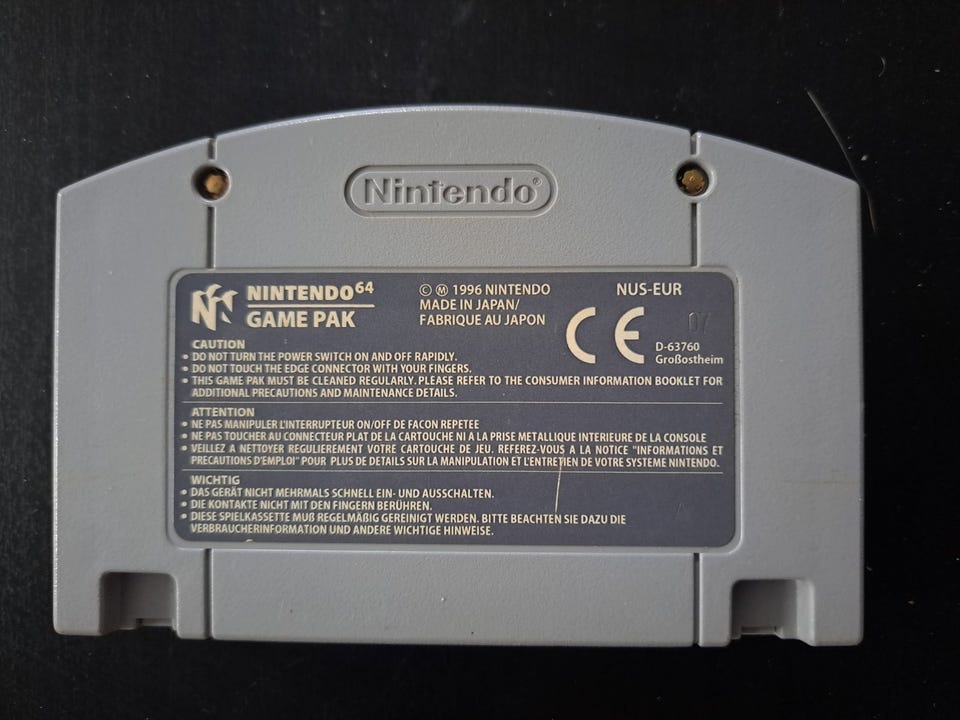 Nintendo®
NINTENDO64
GAME PAK
© Ⓜ 1996 NINTENDO
MADE IN JAPAN/
FABRIQUE AU JAPON
NUS-EUR
CE
07
D-63760
Großostheim
CAUTION
• DO NOT TURN THE POWER SWITCH ON AND OFF RAPIDLY.
• DO NOT TOUCH THE EDGE CONNECTOR WITH YOUR FINGERS.
• THIS GAME PAK MUST BE CLEANED REGULARLY. PLEASE REFER TO THE CONSUMER INFORMATION BOOKLET FOR
ADDITIONAL PRECAUTIONS AND MAINTENANCE DETAILS.
ATTENTION
• NE PAS MANIPULER L'INTERRUPTEUR ON/OFF DE FACON REPETEE
• NE PAS TOUCHER AU CONNECTEUR PLAT DE LA CARTOUCHE NI A LA PRISE METALLIQUE INTERIEURE DE LA CONSOLE
• VEILLEZ A NETTOYER REGULIEREMENT VOTRE CARTOUCHE DE JEU. REFEREZ-VOUS A LA NOTICE "INFORMATIONS ET
PRECAUTIONS D'EMPLOI" POUR PLUS DE DETAILS SUR LA MANIPULATION ET L'ENTRETIEN DE VOTRE SYSTEME NINTENDO.
WICHTIG
• DAS GERÄT NICHT MEHRMALS SCHNELL EIN- UND AUSSCHALTEN.
• DIE KONTAKTE NICHT MIT DEN FINGERN BERÜHREN.
• DIESE SPIELKASSETTE MUß REGELMÄßIG GEREINIGT WERDEN. BITTE BEACHTEN SIE DAZU DIE
VERBRAUCHERINFORMATION UND ANDERE WICHTIGE HINWEISE.
A